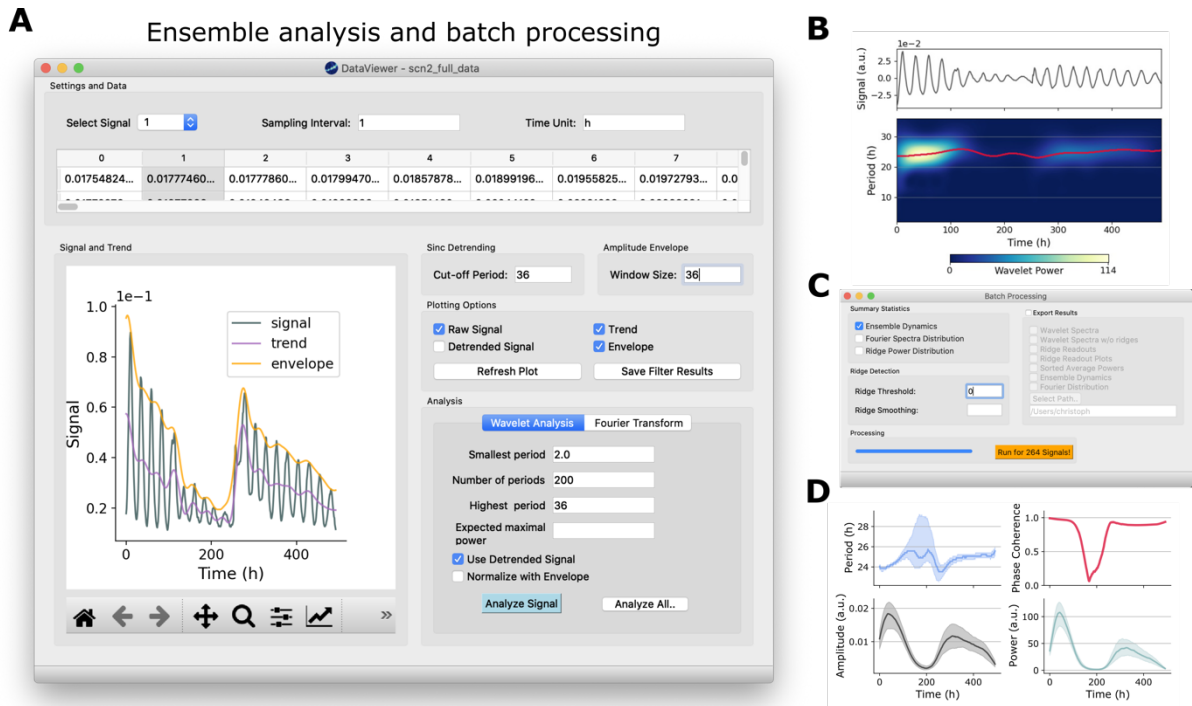 A
Ensemble analysis and batch processing
DataViewer - scn2_full_data
Settings and Data
Select Signal 1 Sampling Interval: 1 Time Unit: h
0 1 2 3 4 5 6 7
0.01754824... 0.01777460... 0.01777860... 0.01799470... 0.01857878... 0.01899196... 0.01955825... 0.01972793... 0.0
Signal and Trend
1e−1
1.0
0.8
0.6
0.4
0.2
Signal
signal
trend
envelope
0 200 400
Time (h)
»
Sinc Detrending
Cut-off Period: 36
Amplitude Envelope
Window Size: 36
Plotting Options
Raw Signal Trend
Detrended Signal Envelope
Refresh Plot Save Filter Results
Analysis
Wavelet Analysis Fourier Transform
Smallest period 2.0
Number of periods 200
Highest period 36
Expected maximal
power
Use Detrended Signal
Normalize with Envelope
Analyze Signal Analyze All..
B
1e−2
Signal (a.u.)
2.5
0.0
−2.5
Period (h)
30
20
10
0 100 200 300 400
Time (h)
0 114
Wavelet Power
C
Batch Processing
Summary Statistics
Ensemble Dynamics
Fourier Spectra Distribution
Ridge Power Distribution
Ridge Detection
Ridge Threshold: 0
Ridge Smoothing:
Export Results
Wavelet Spectra
Wavelet Spectra w/o ridges
Ridge Readouts
Ridge Readout Plots
Sorted Average Powers
Ensemble Dynamics
Fourier Distribution
Select Path..
/Users/christoph
Processing
Run for 264 Signals!
D
Period (h)
28
26
24
Phase Coherence
1.0
0.5
0.0
Amplitude (a.u.)
0.02
0.01
0 200 400
Time (h)
Power (a.u.)
100
50
0
0 200 400
Time (h)